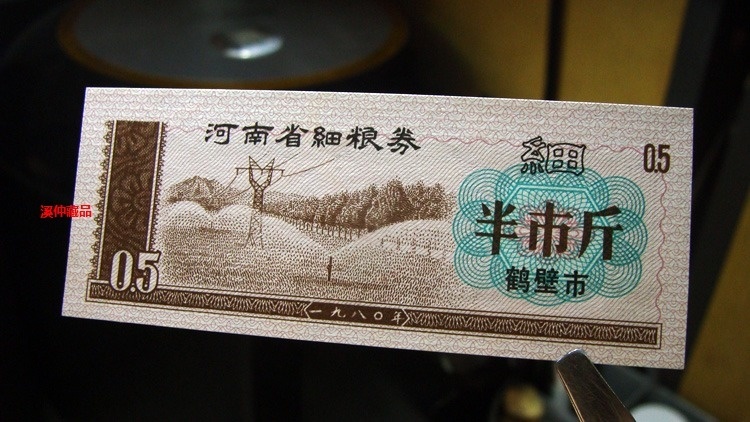 河南省細粮券
細
0.5
半市斤
鹤壁市
0.5
一九八〇年
溪仲藏品